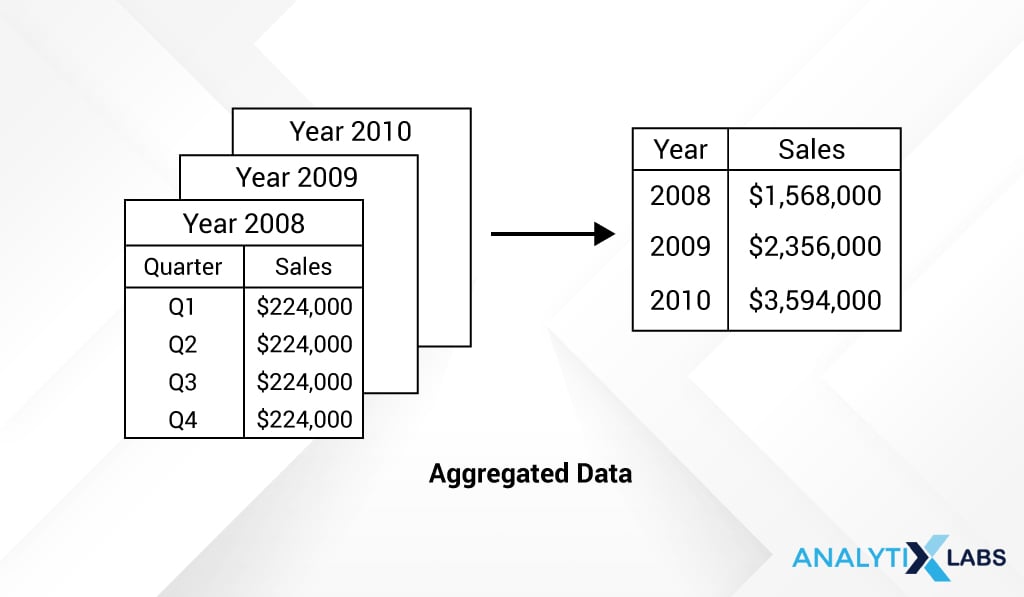 Year 2010
Year 2009
Year 2008
Quarter Sales
Q1 $224,000
Q2 $224,000
Q3 $224,000
Q4 $224,000
Year Sales
2008 $1,568,000
2009 $2,356,000
2010 $3,594,000
Aggregated Data
ANALYTIX LABS